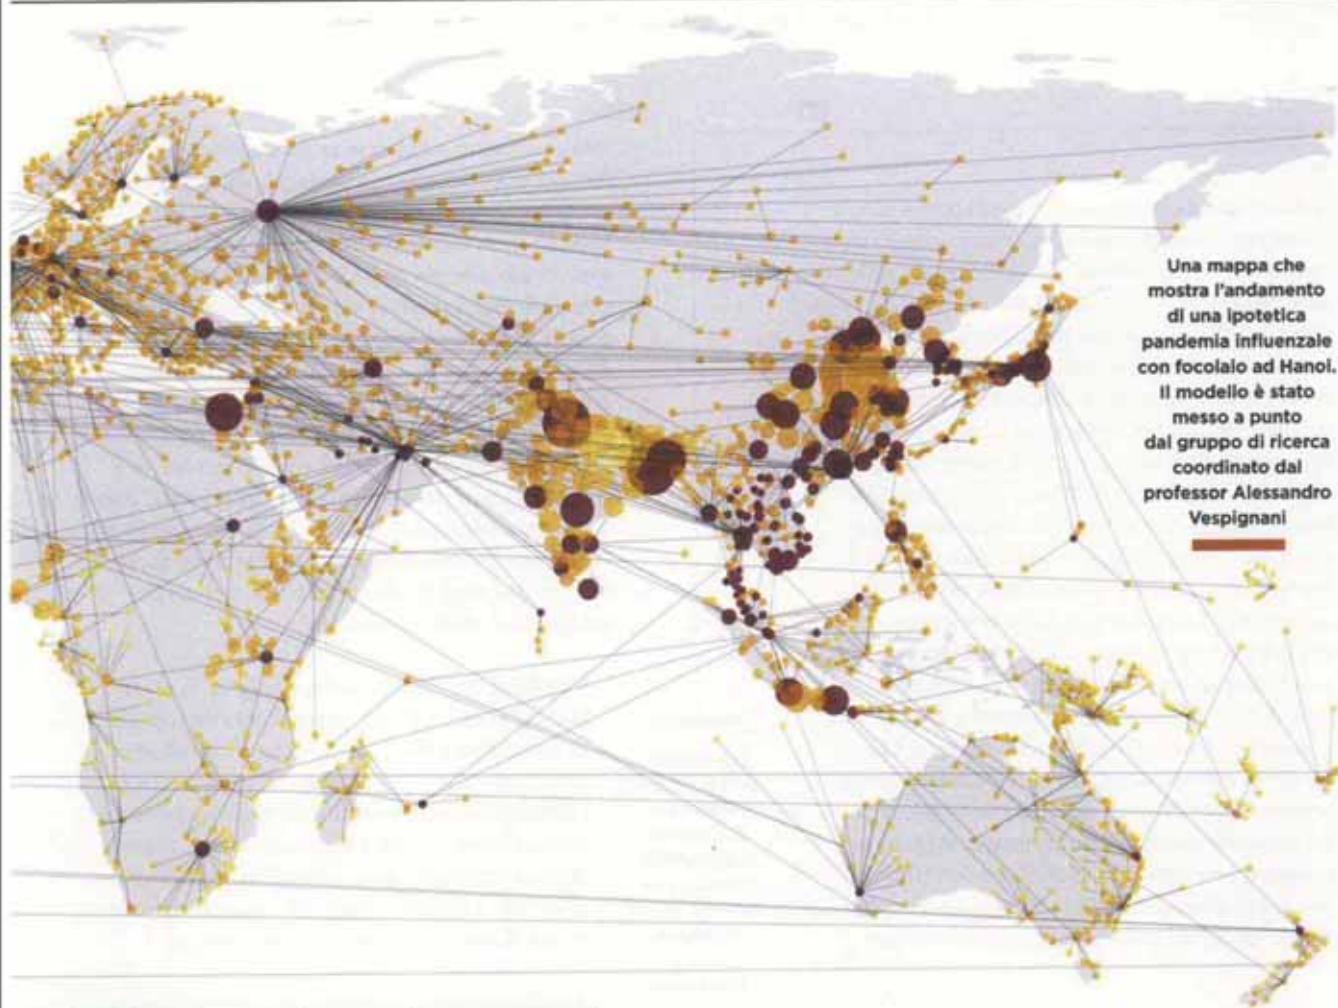 Una mappa che
mostra l'andamento
di una ipotetica
pandemia influenzale
con focolaio ad Hanoi.
Il modello è stato
messo a punto
dal gruppo di ricerca
coordinato dal
professor Alessandro
Vespignani